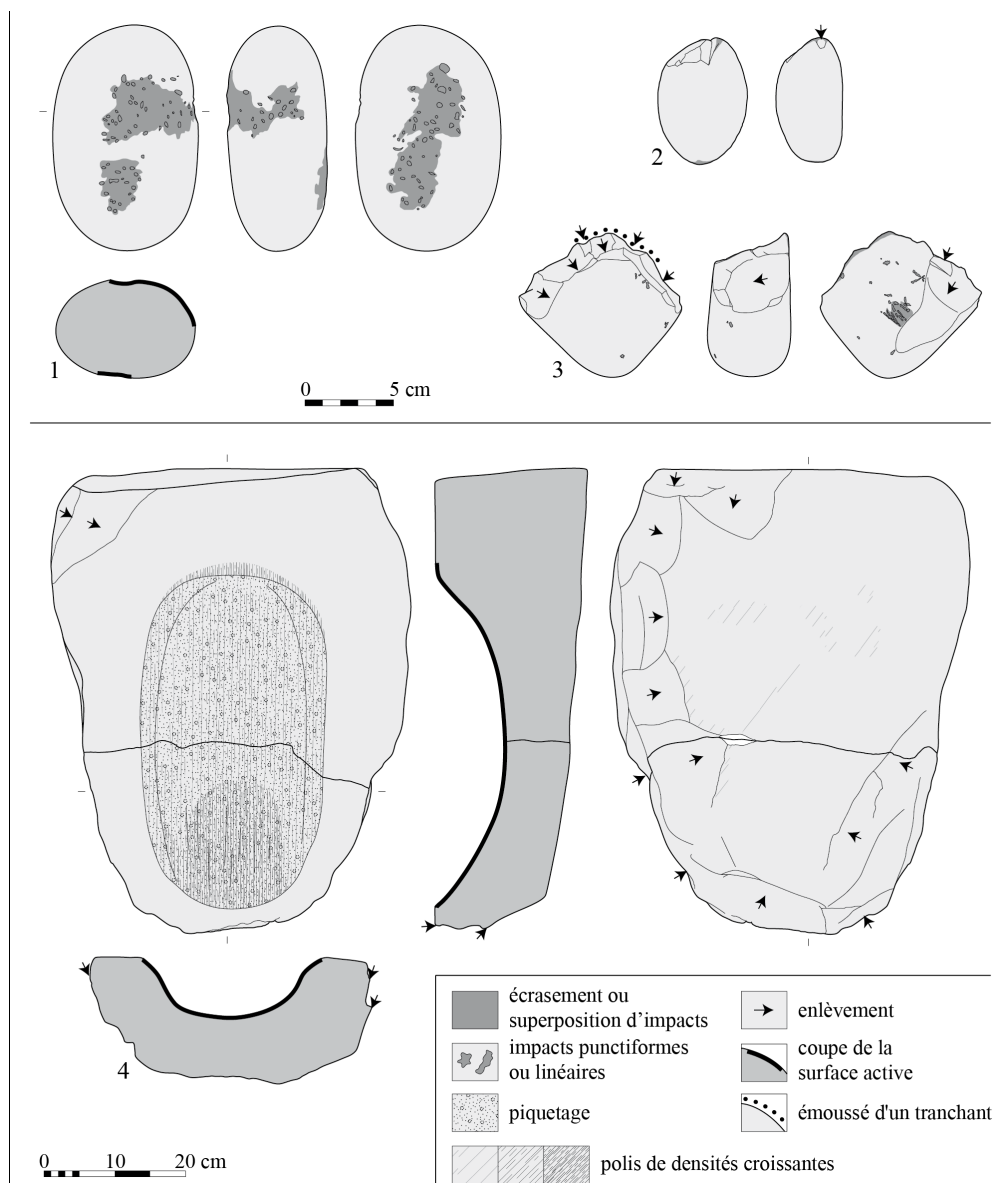 1
2
3
0 5 cm
4
écrasement ou
superposition d'impacts
impacts punctiformes
ou linéaires
piquetage
enlèvement
coupe de la
surface active
émoussé d'un tranchant
polis de densités croissantes
0 10 20 cm